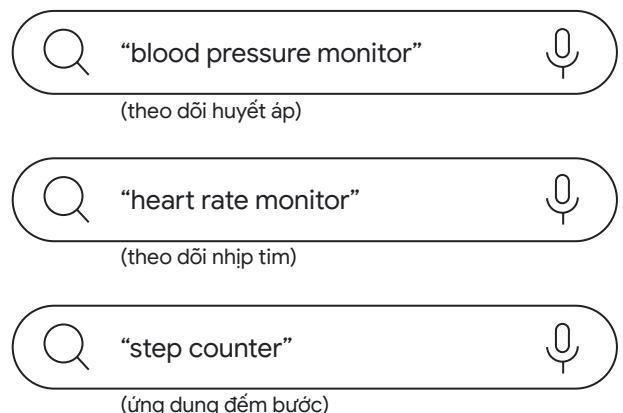 “blood pressure monitor”
(theo dõi huyết áp)
“heart rate monitor”
(theo dõi nhịp tim)
“step counter”
(ứng dụng đếm bước)